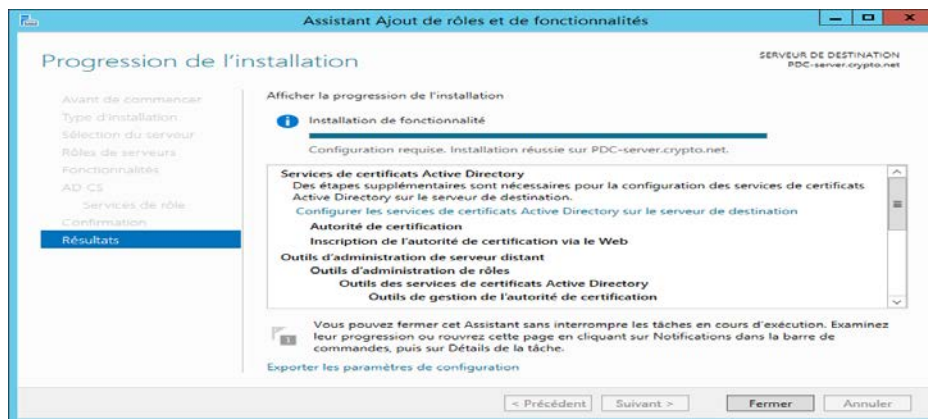 Assistant Ajout de rôles et de fonctionnalités
Progression de l'installation
SERVEUR DE DESTINATION
PDC-server.crypto.net
Avant de commencer
Type d'installation
Sélection du serveur
Rôles de serveurs
Fonctionnalités
AD CS
Services de rôle
Confirmation
Résultats
Afficher la progression de l'installation
Installation de fonctionnalité
Configuration requise. Installation réussie sur PDC-server.crypto.net.
Services de certificats Active Directory
Des étapes supplémentaires sont nécessaires pour la configuration des services de certificats
Active Directory sur le serveur de destination.
Configurer les services de certificats Active Directory sur le serveur de destination
Autorité de certification
Inscription de l'autorité de certification via le Web
Outils d'administration de serveur distant
Outils d'administration de rôles
Outils des services de certificats Active Directory
Outils de gestion de l'autorité de certification
Vous pouvez fermer cet Assistant sans interrompre les tâches en cours d'exécution. Examinez
leur progression ou rouvrez cette page en cliquant sur Notifications dans la barre de
commandes, puis sur Détails de la tâche.
Exporter les paramètres de configuration
< Précédent Suivant > Fermer Annuler